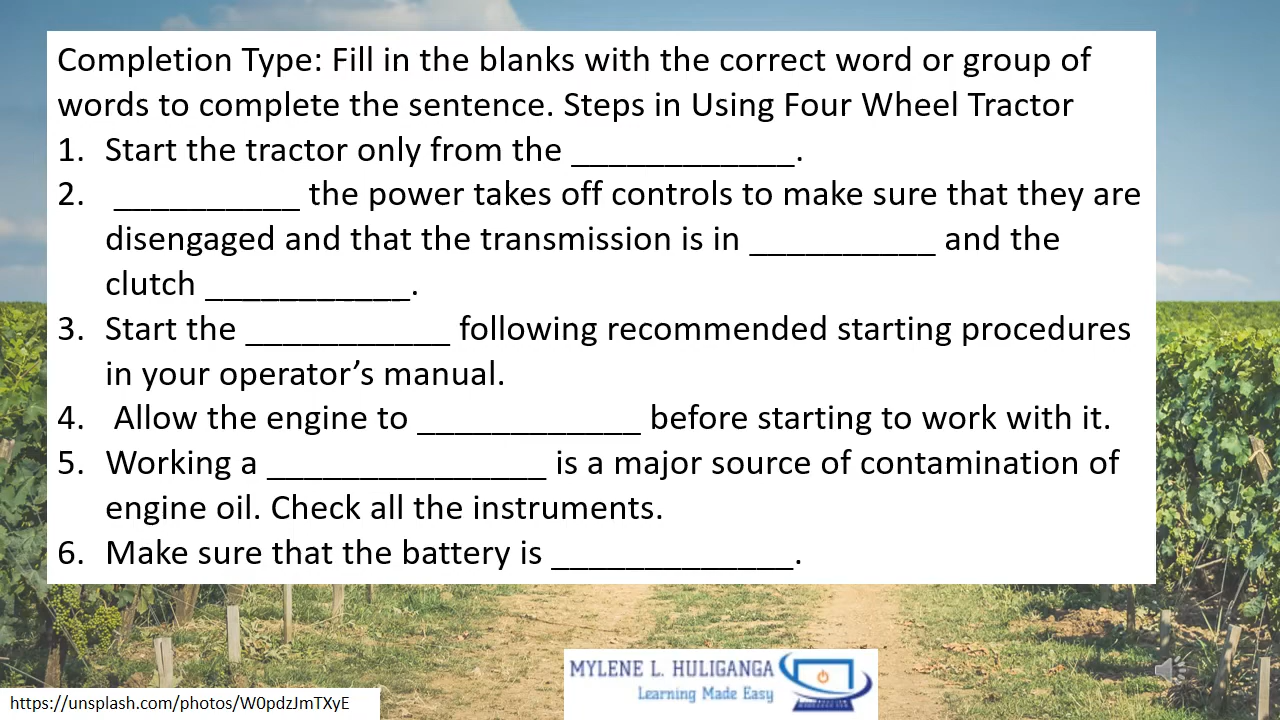 Completion Type: Fill in the blanks with the correct word or group of
words to complete the sentence. Steps in Using Four Wheel Tractor
1. Start the tractor only from the ____________.
2. __________ the power takes off controls to make sure that they are
disengaged and that the transmission is in __________ and the
clutch ___________.
3. Start the ___________ following recommended starting procedures
in your operator’s manual.
4. Allow the engine to ____________ before starting to work with it.
5. Working a _______________ is a major source of contamination of
engine oil. Check all the instruments.
6. Make sure that the battery is _____________.
MYLENE L. HULIGANGA
Learning Made Easy
https://unsplash.com/photos/W0pdzJmTXyE